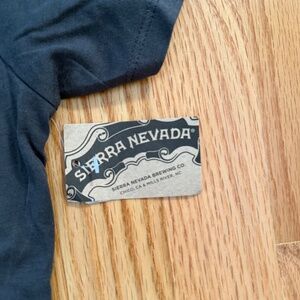 SIERRA NEVADA®
SIERRA NEVADA BREWING CO.
CHICO, CA & MILLS RIVER, NC